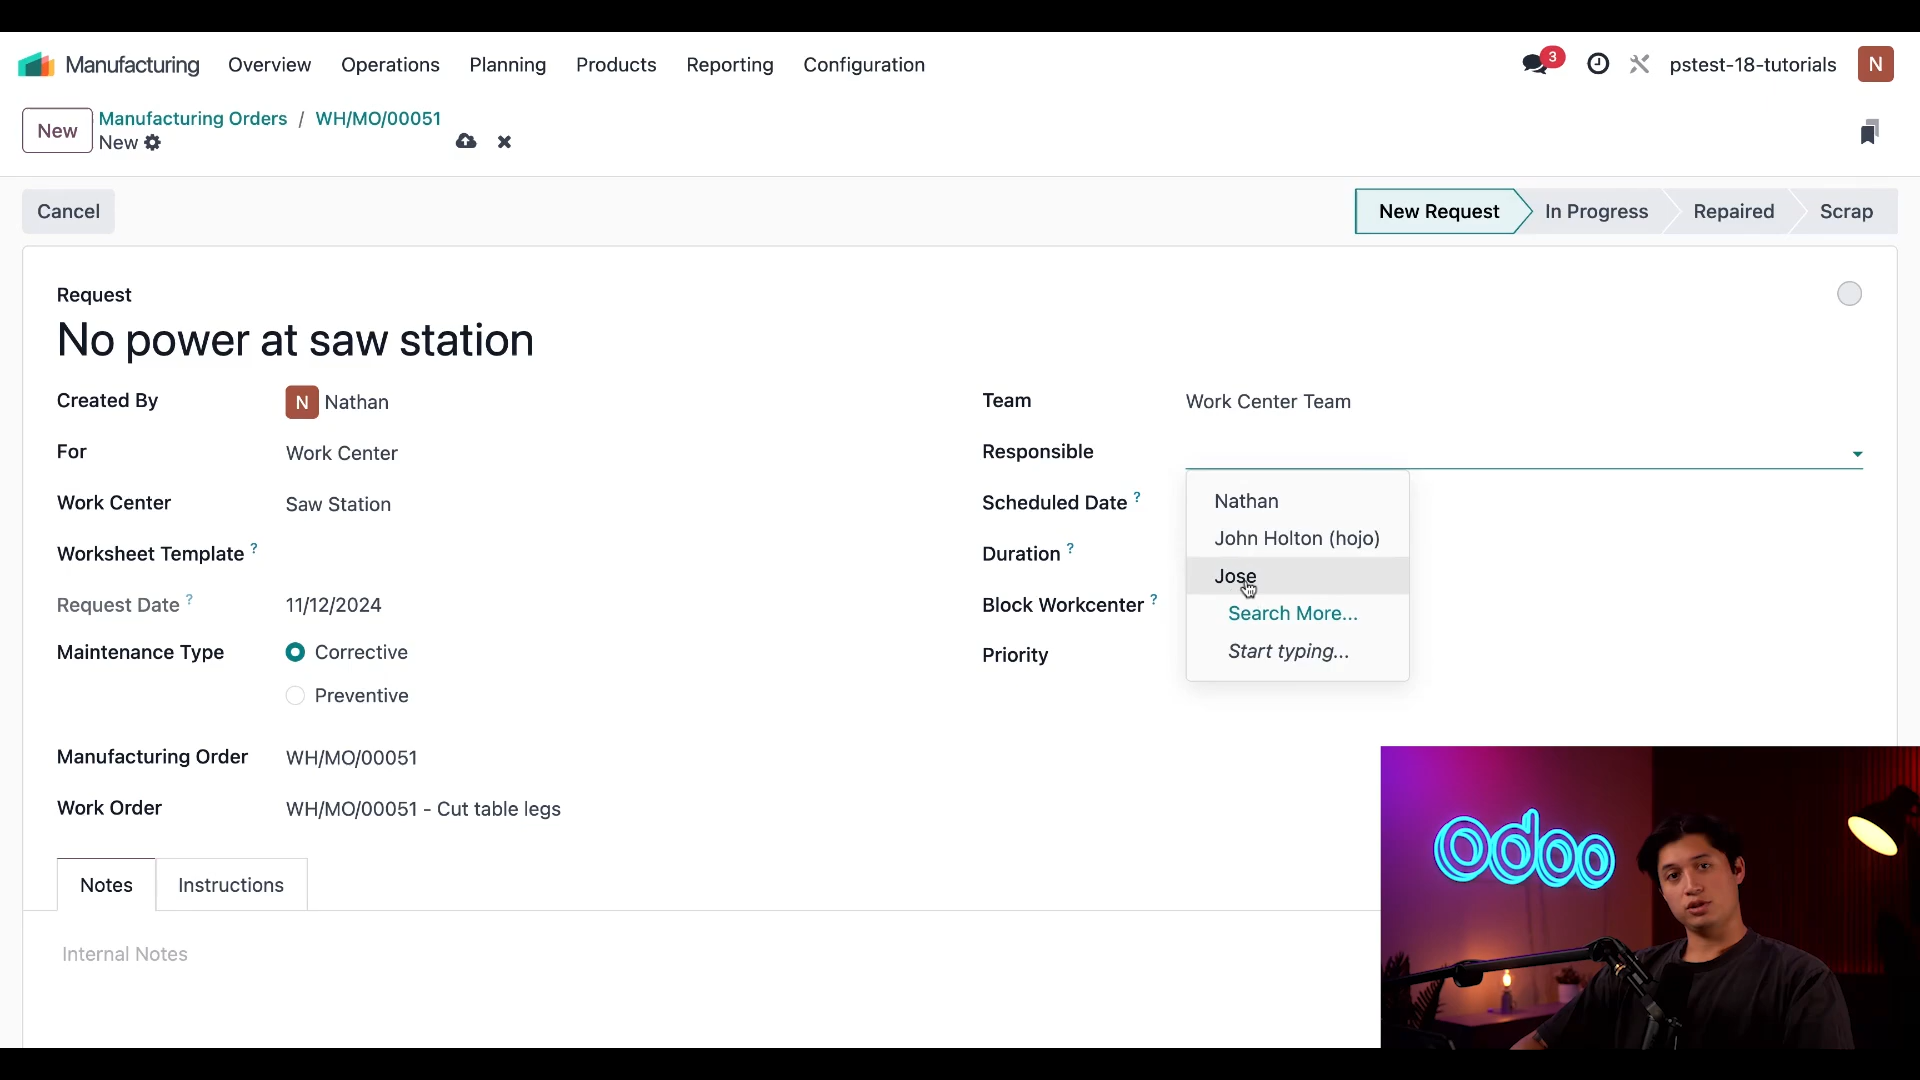 Manufacturing Overview Operations Planning Products Reporting Configuration 3 pstest-18-tutorials N
New Manufacturing Orders / WH/MO/00051
New
Cancel New Request In Progress Repaired Scrap
Request
No power at saw station
Created By N Nathan
For Work Center
Work Center Saw Station
Worksheet Template ?
Request Date ? 11/12/2024
Maintenance Type Corrective
Preventive
Manufacturing Order WH/MO/00051
Work Order WH/MO/00051 - Cut table legs
Team Work Center Team
Responsible
Scheduled Date ?
Duration ?
Block Workcenter ?
Priority
Nathan
John Holton (hojo)
Jose
Search More...
Start typing...
Notes Instructions
Internal Notes
odoo